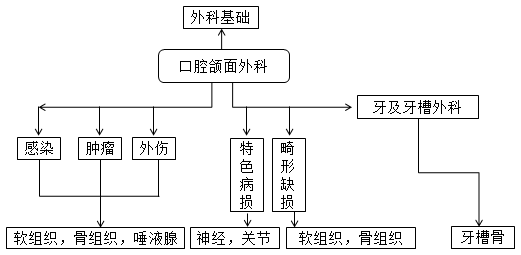 外科基础
口腔颌面外科
牙及牙槽外科
感染
肿瘤
外伤
特色病损
畸形缺损
软组织，骨组织，唾液腺
神经，关节
软组织，骨组织
牙槽骨